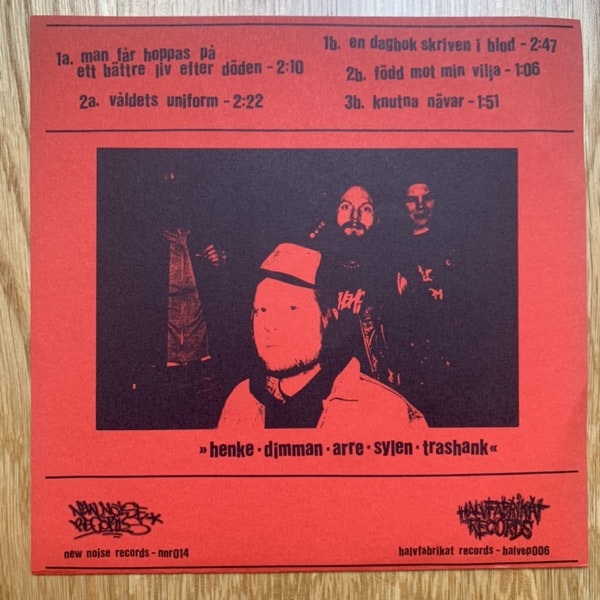 1a. man får hoppas på
ett bättre liv efter döden - 2:10
2a. våldets uniform - 2:22
1b. en dagbok skriven i blod - 2:47
2b. född mot min vilja - 1:06
3b. knutna nävar - 1:51
»henke · dimman · arre · sylen · trashank«
NEW NOISE
RECORDS
new noise records - nnr014
HALVFABRIKAT
RECORDS
halvfabrikat records - halvep006